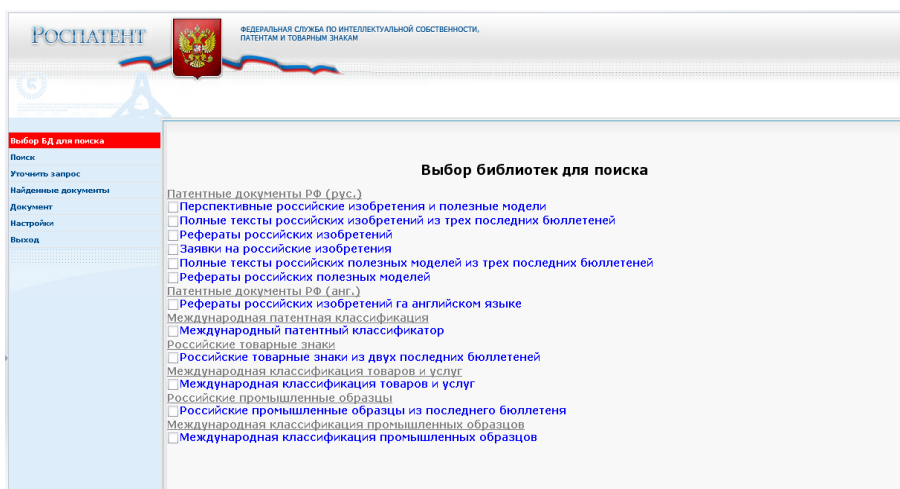 РОСПАТЕНТ
ФЕДЕРАЛЬНАЯ СЛУЖБА ПО ИНТЕЛЛЕКТУАЛЬНОЙ СОБСТВЕННОСТИ,
ПАТЕНТАМ И ТОВАРНЫМ ЗНАКАМ
Выбор БД для поиска
Поиск
Уточнить запрос
Найденные документы
Документ
Настройки
Выход
Выбор библиотек для поиска
Патентные документы РФ (рус.)
Перспективные российские изобретения и полезные модели
Полные тексты российских изобретений из трех последних бюллетеней
Рефераты российских изобретений
Заявки на российские изобретения
Полные тексты российских полезных моделей из трех последних бюллетеней
Рефераты российских полезных моделей
Патентные документы РФ (анг.)
Рефераты российских изобретений га английском языке
Международная патентная классификация
Международный патентный классификатор
Российские товарные знаки
Российские товарные знаки из двух последних бюллетеней
Международная классификация товаров и услуг
Международная классификация товаров и услуг
Российские промышленные образцы
Российские промышленные образцы из последнего бюллетеня
Международная классификация промышленных образцов
Международная классификация промышленных образцов